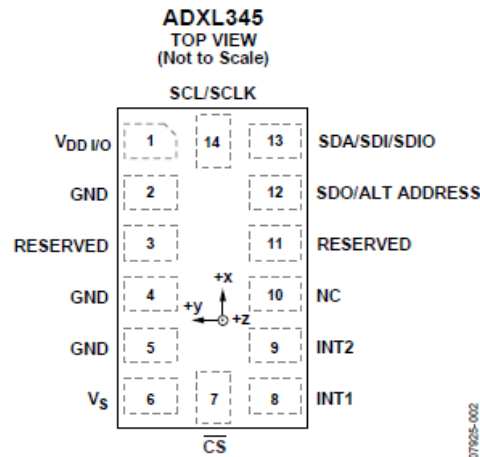 ADXL345
TOP VIEW
(Not to Scale)
SCL/SCLK
VDD I/O 1 14 13 SDA/SDI/SDIO
GND 2 12 SDO/ALT ADDRESS
RESERVED 3 11 RESERVED
+x
GND 4 +y +z 10 NC
GND 5 9 INT2
VS 6 7 8 INT1
CS
07925-002